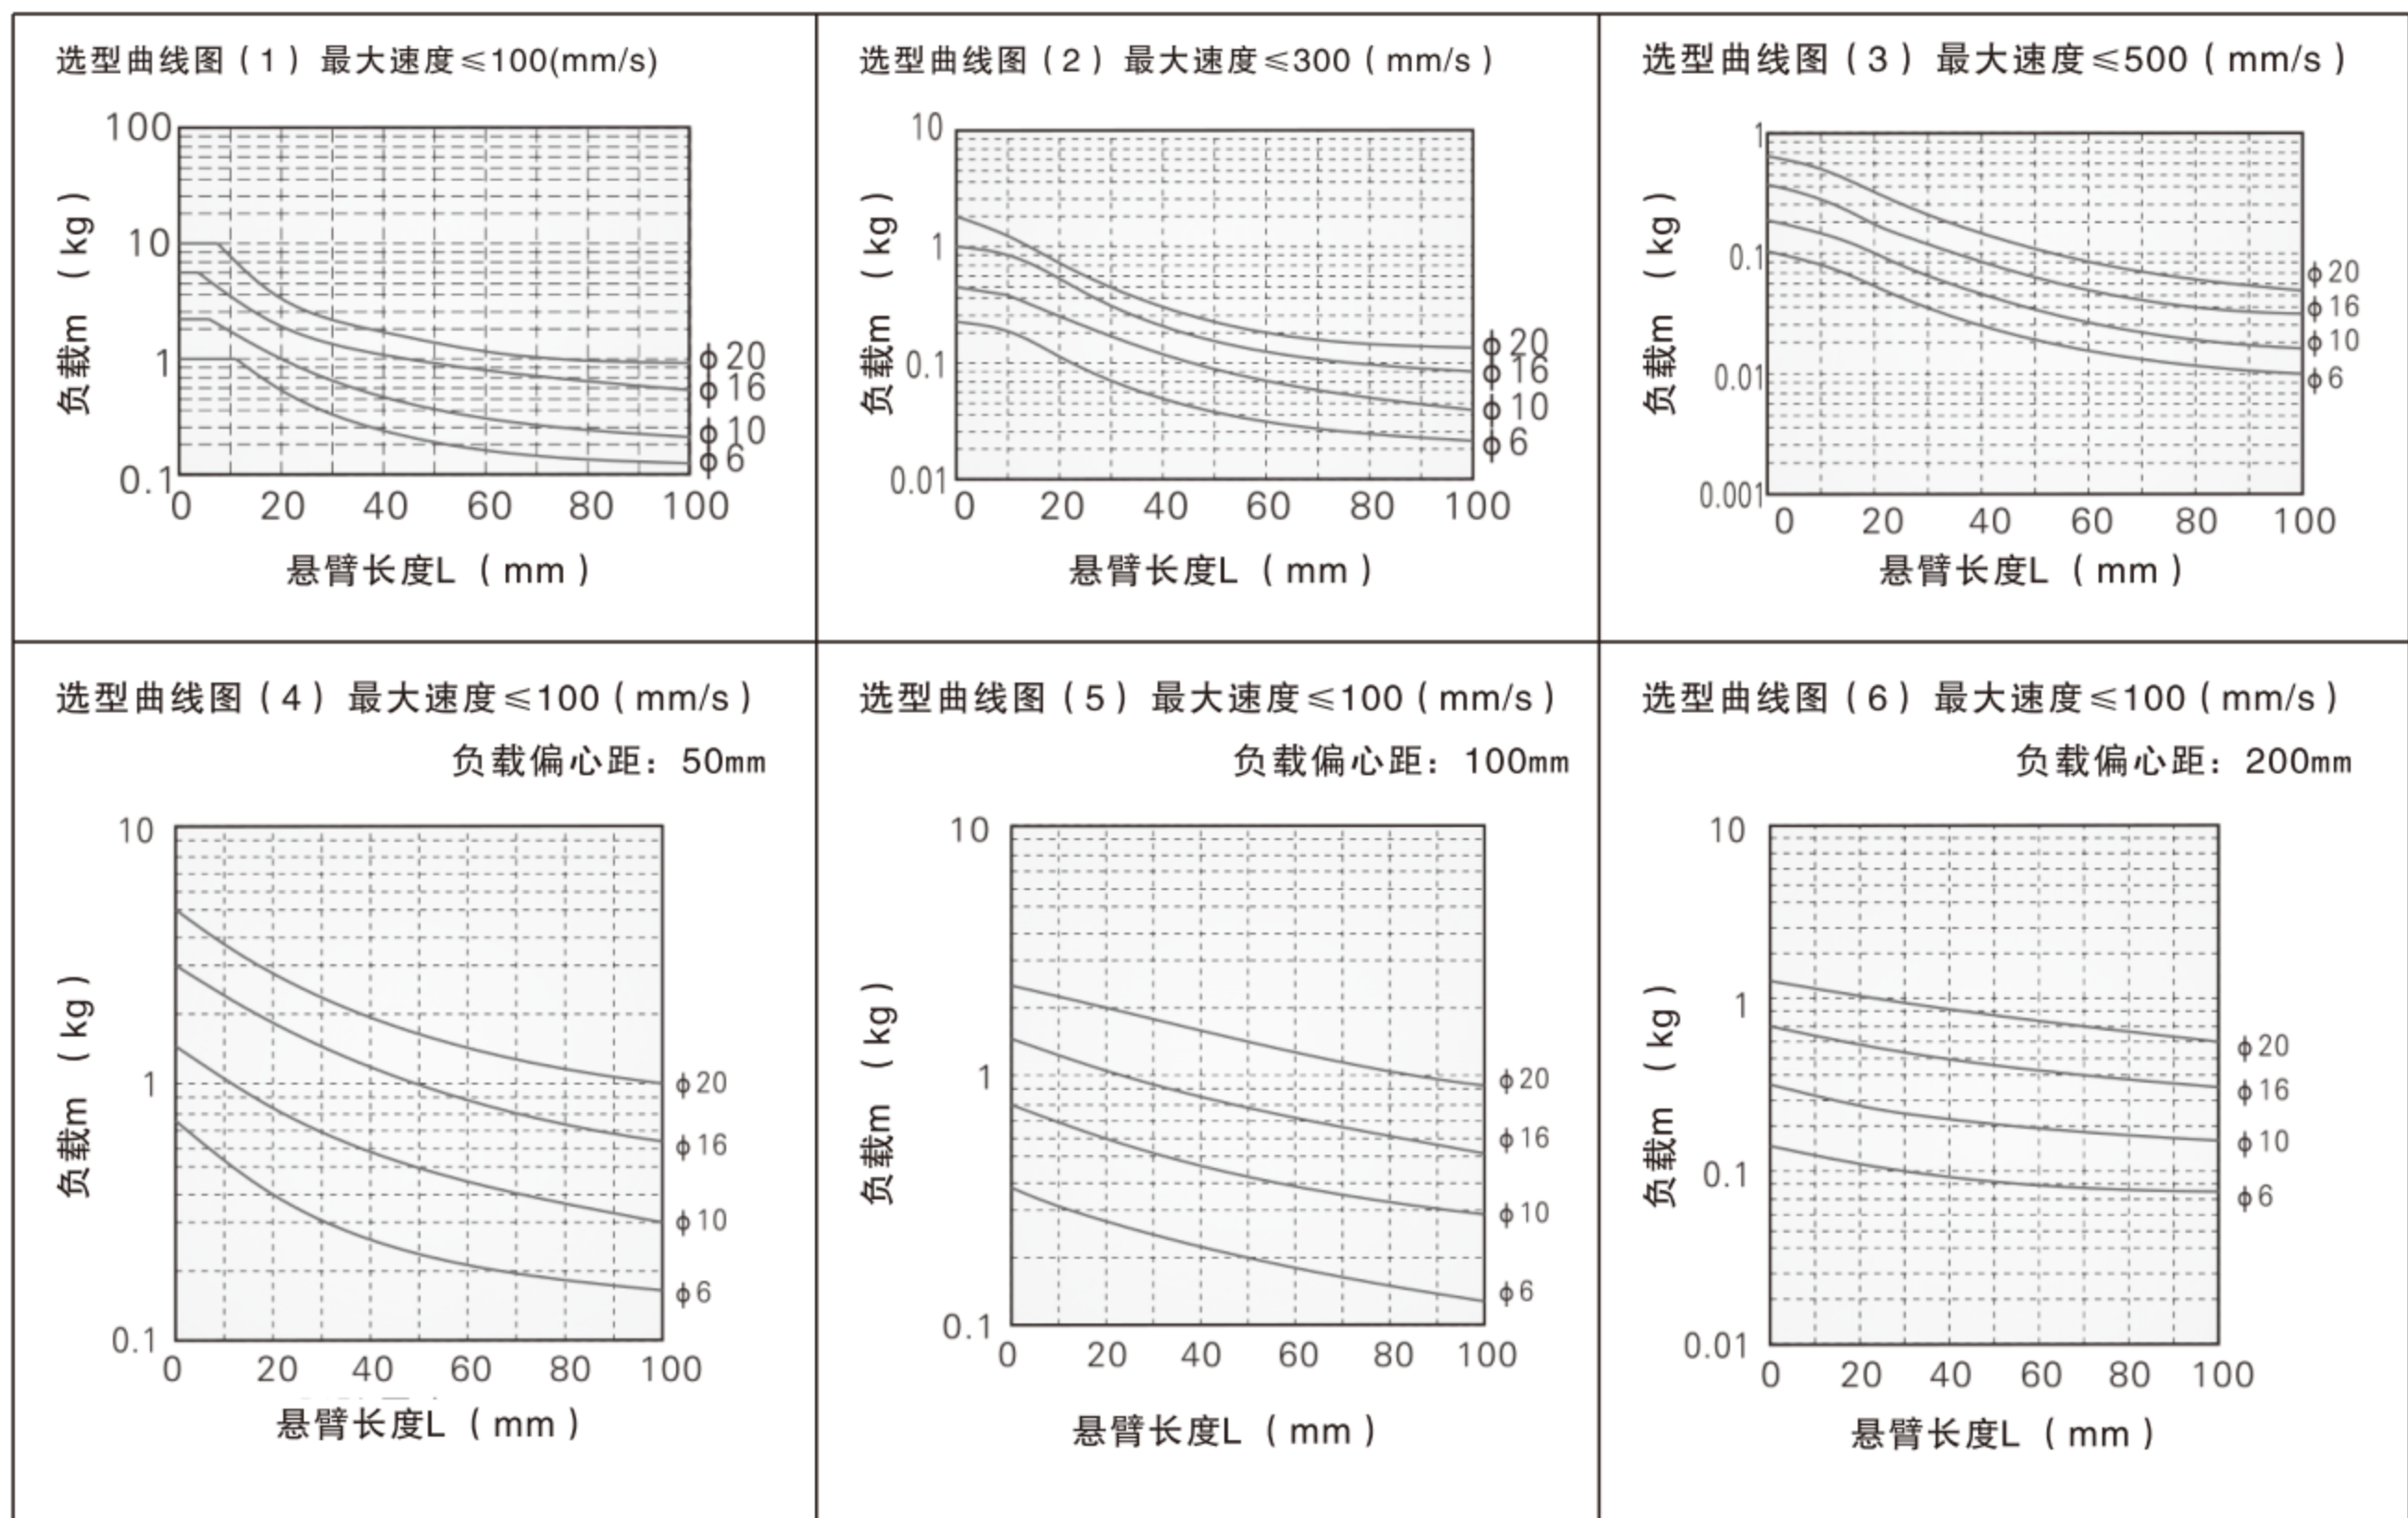 选型曲线图（1）最大速度≤100(mm/s)
100
10
1
0.1
负载m （kg）
0 20 40 60 80 100
悬臂长度L （mm）
ϕ20
ϕ16
ϕ10
ϕ6
选型曲线图（2）最大速度≤300（mm/s）
10
1
0.1
0.01
负载m （kg）
0 20 40 60 80 100
悬臂长度L （mm）
ϕ20
ϕ16
ϕ10
ϕ6
选型曲线图（3）最大速度≤500（mm/s）
1
0.1
0.01
0.001
负载m （kg）
0 20 40 60 80 100
悬臂长度L （mm）
ϕ20
ϕ16
ϕ10
ϕ6
选型曲线图（4）最大速度≤100（mm/s）
负载偏心距：50mm
10
1
0.1
负载m （kg）
0 20 40 60 80 100
悬臂长度L （mm）
ϕ20
ϕ16
ϕ10
ϕ6
选型曲线图（5）最大速度≤100（mm/s）
负载偏心距：100mm
10
1
0.1
负载m （kg）
0 20 40 60 80 100
悬臂长度L （mm）
ϕ20
ϕ16
ϕ10
ϕ6
选型曲线图（6）最大速度≤100（mm/s）
负载偏心距：200mm
10
1
0.1
0.01
负载m （kg）
0 20 40 60 80 100
悬臂长度L （mm）
ϕ20
ϕ16
ϕ10
ϕ6